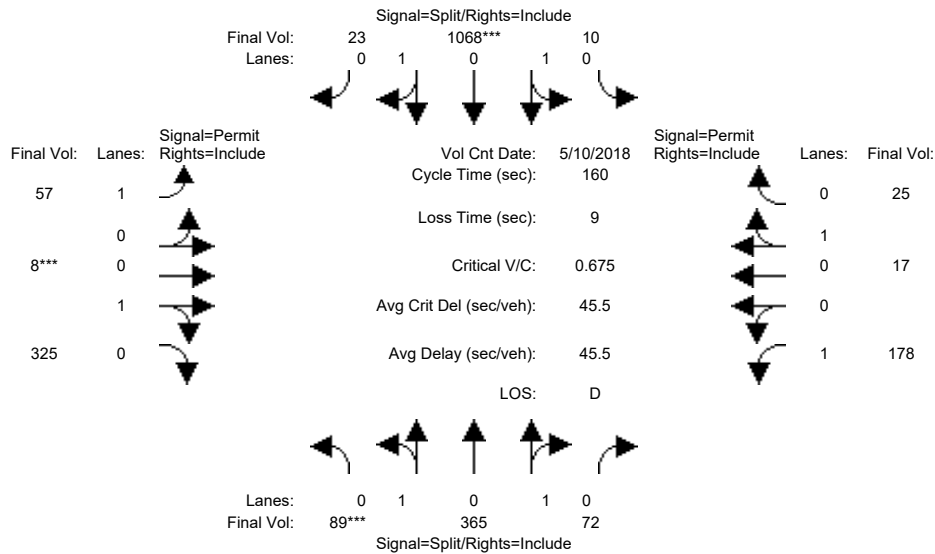 Signal=Split/Rights=Include
Final Vol: 23 1068*** 10
Lanes: 0 1 0 1 0
Signal=Permit Signal=Permit
Final Vol: Lanes: Rights=Include Vol Cnt Date: 5/10/2018 Rights=Include Lanes: Final Vol:
Cycle Time (sec): 160
57 1 0 25
Loss Time (sec): 9
0 1
8*** 0 Critical V/C: 0.675 0 17
1 Avg Crit Del (sec/veh): 45.5 0
325 0 Avg Delay (sec/veh): 45.5 1 178
LOS: D
Lanes: 0 1 0 1 0
Final Vol: 89*** 365 72
Signal=Split/Rights=Include